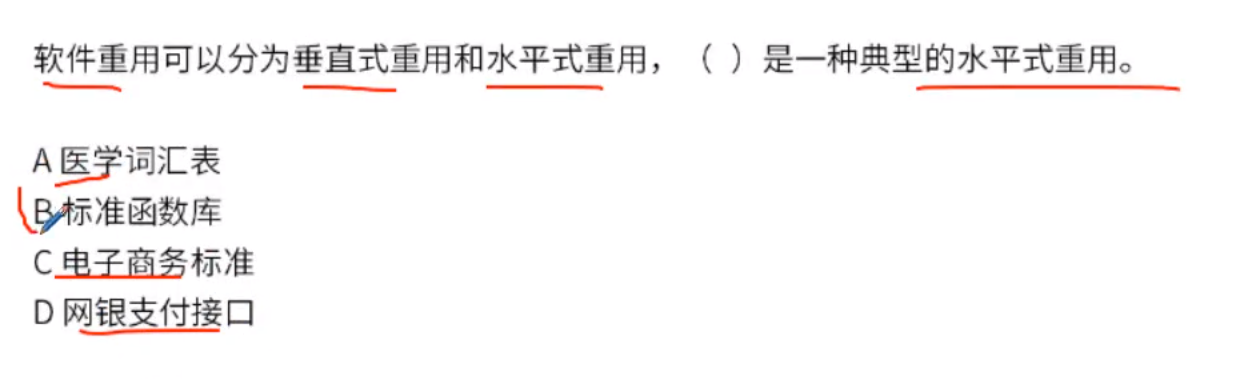 软件重用可以分为垂直式重用和水平式重用，（ ）是一种典型的水平式重用。
A 医学词汇表
B 标准函数库
C 电子商务标准
D 网银支付接口